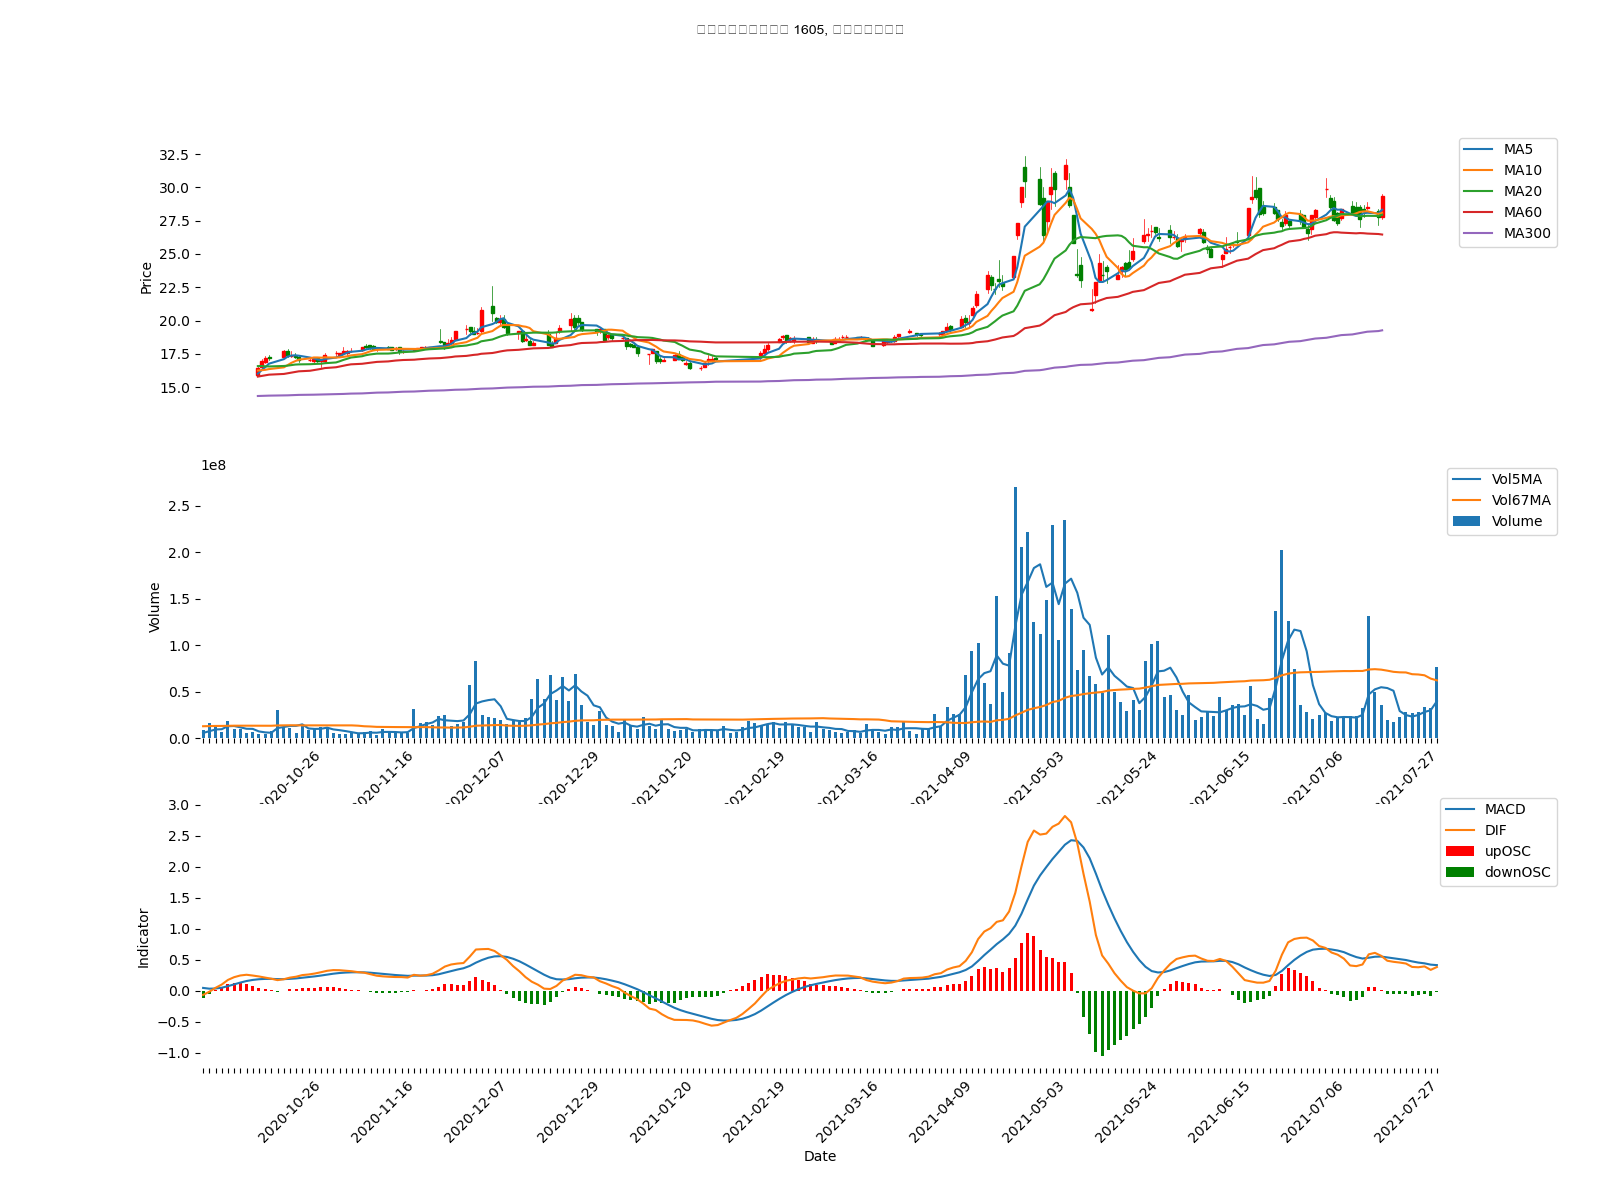 1605,
32.5
30.0
27.5
25.0
22.5
20.0
17.5
15.0
Price
MA5
MA10
MA20
MA60
MA300
1e8
2.5
2.0
1.5
1.0
0.5
0.0
Volume
Vol5MA
Vol67MA
Volume
2020-10-26
2020-11-16
2020-12-07
2020-12-29
2021-01-20
2021-02-19
2021-03-16
2021-04-09
2021-05-03
2021-05-24
2021-06-15
2021-07-06
2021-07-27
3.0
2.5
2.0
1.5
1.0
0.5
0.0
−0.5
−1.0
Indicator
MACD
DIF
upOSC
downOSC
2020-10-26
2020-11-16
2020-12-07
2020-12-29
2021-01-20
2021-02-19
2021-03-16
2021-04-09
2021-05-03
2021-05-24
2021-06-15
2021-07-06
2021-07-27
Date